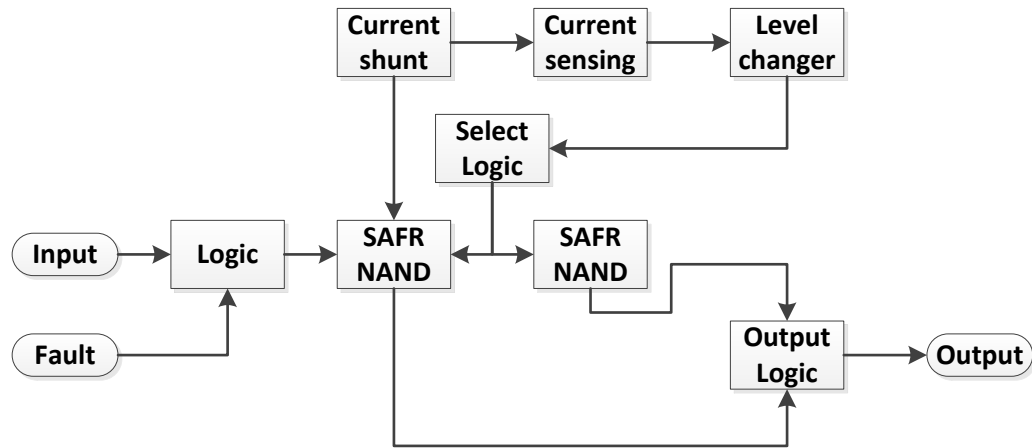 Current
shunt
Current
sensing
Level
changer
Select
Logic
Input
Logic
SAFR
NAND
SAFR
NAND
Fault
Output
Logic
Output